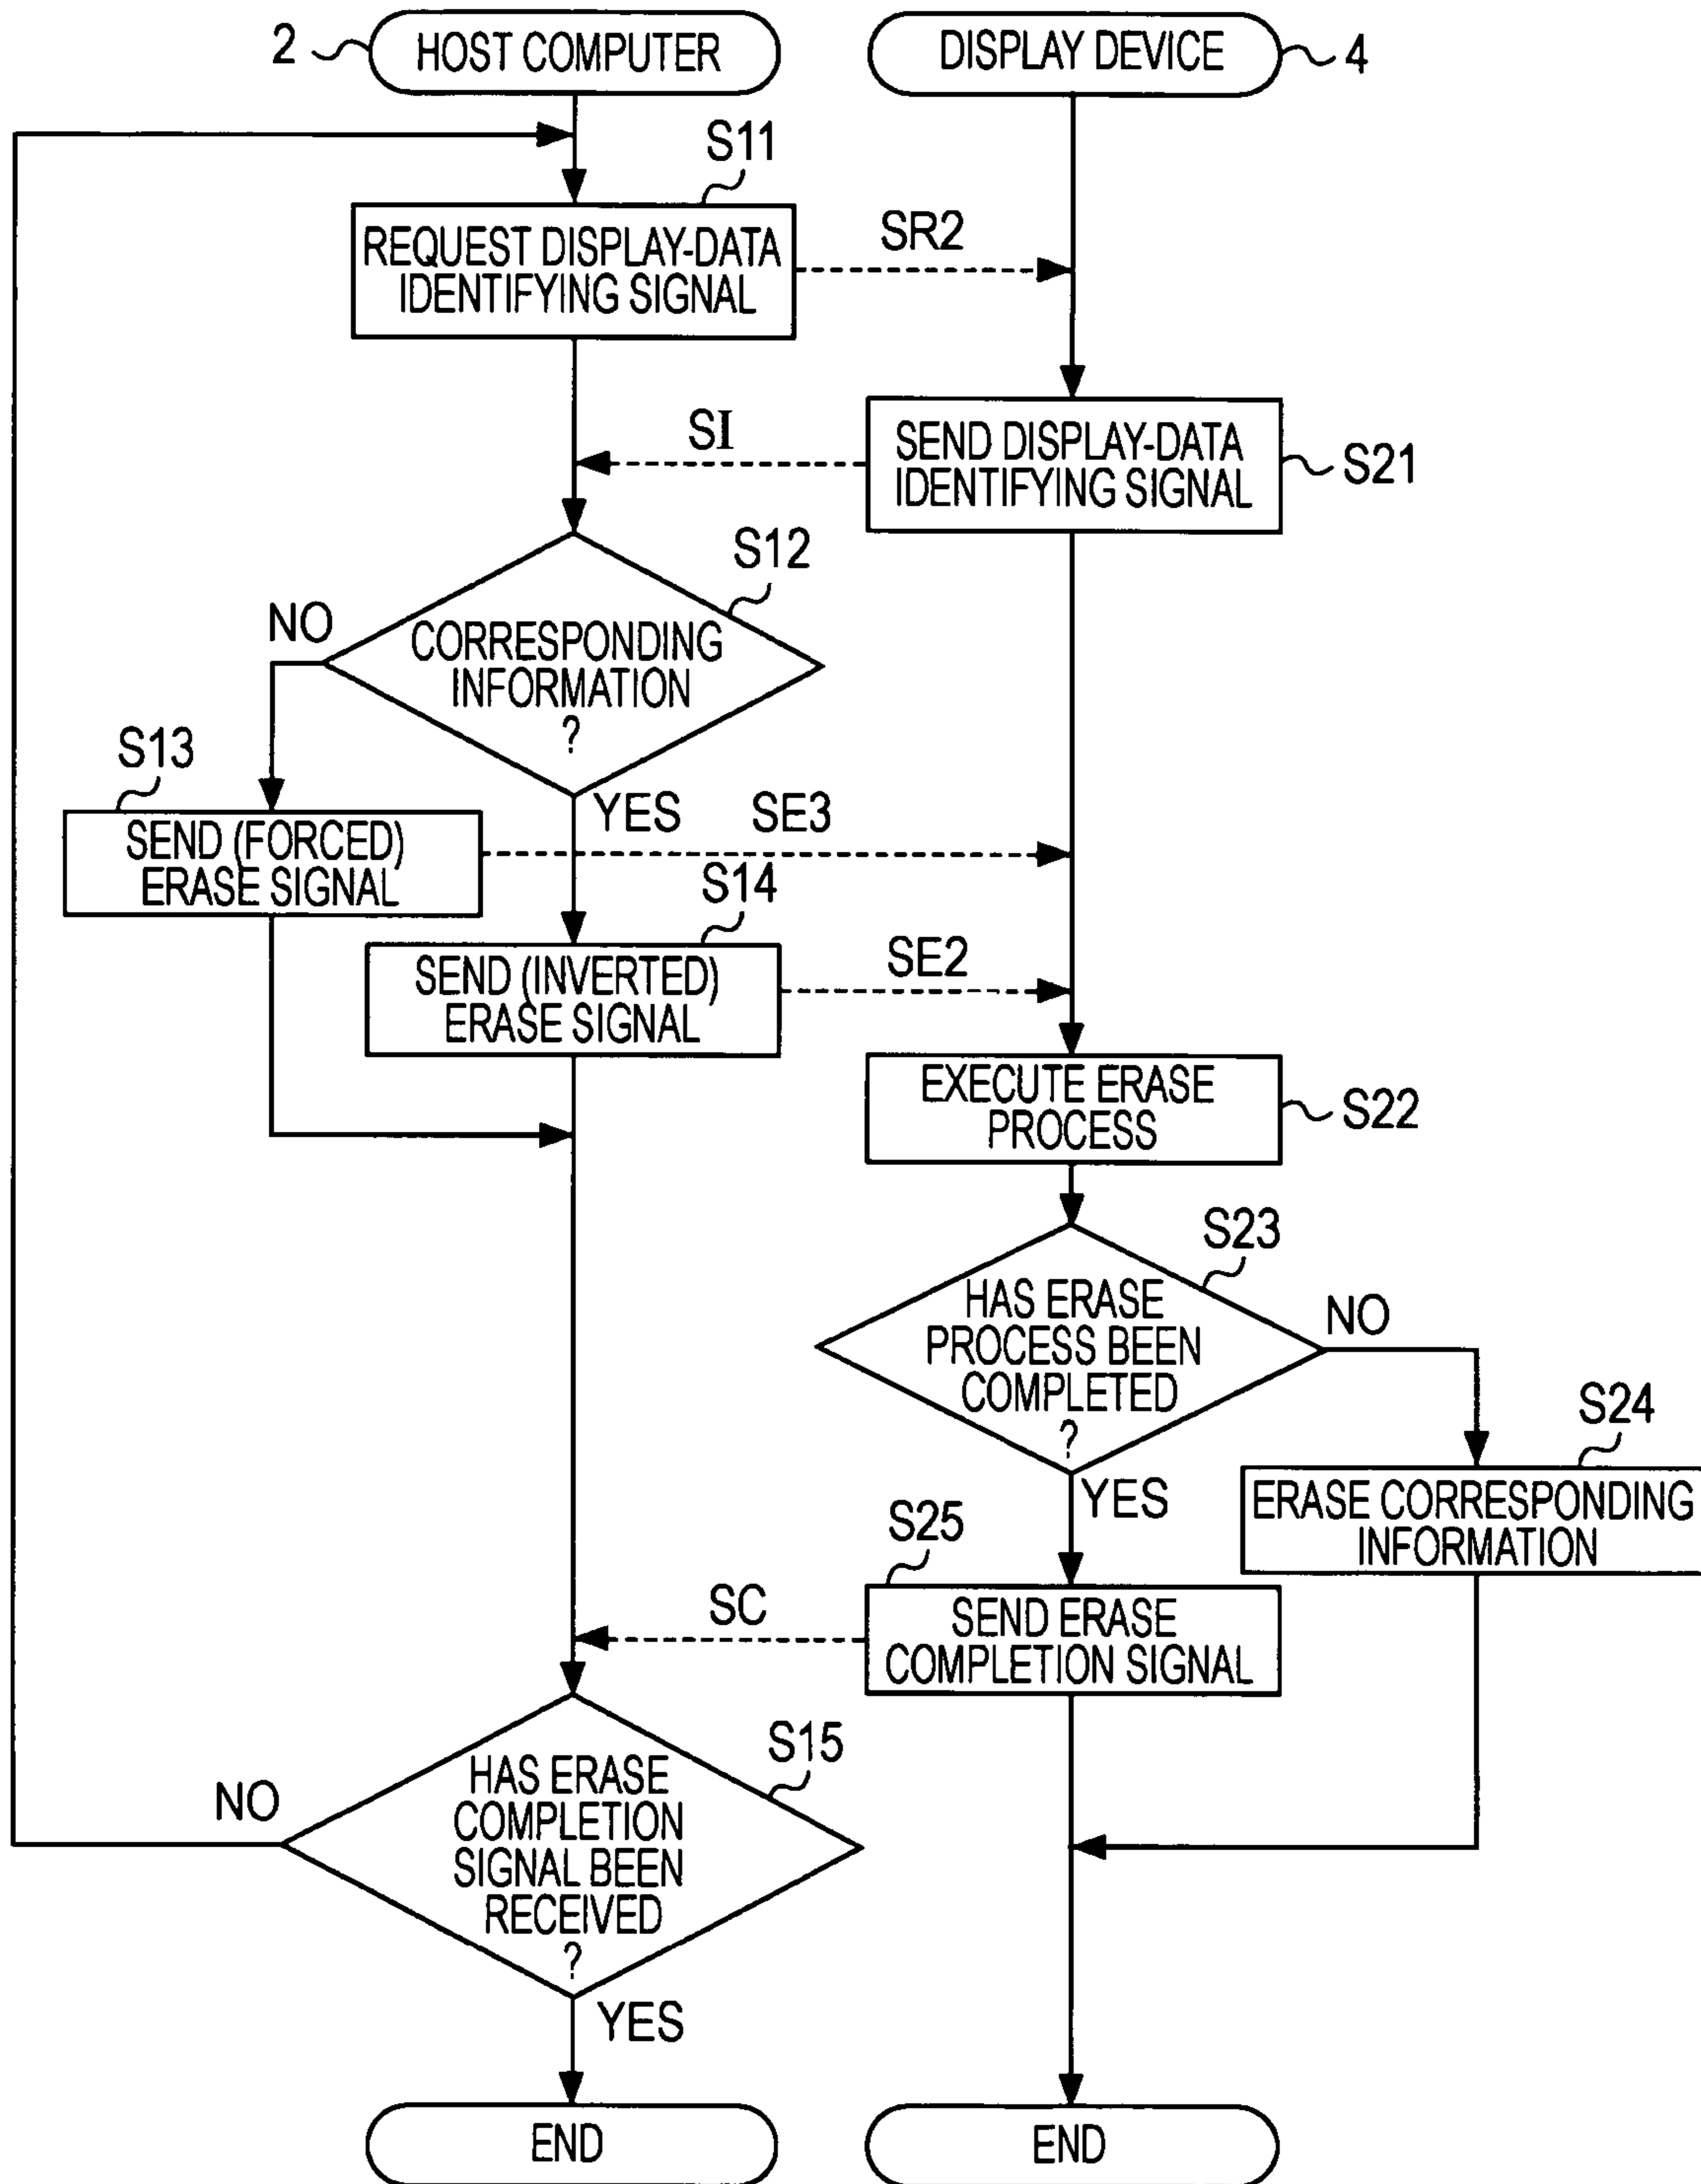 2
HOST COMPUTER
DISPLAY DEVICE
4
S11
REQUEST DISPLAY-DATA
IDENTIFYING SIGNAL
SR2
SI
SEND DISPLAY-DATA
IDENTIFYING SIGNAL
S21
S12
NO
CORRESPONDING
INFORMATION
?
S13
YES
SE3
SEND (FORCED)
ERASE SIGNAL
S14
SEND (INVERTED)
ERASE SIGNAL
SE2
EXECUTE ERASE
PROCESS
S22
S23
HAS ERASE
PROCESS BEEN
COMPLETED
?
NO
S24
YES
ERASE CORRESPONDING
INFORMATION
S25
SC
SEND ERASE
COMPLETION SIGNAL
S15
NO
HAS ERASE
COMPLETION
SIGNAL BEEN
RECEIVED
?
YES
END
END